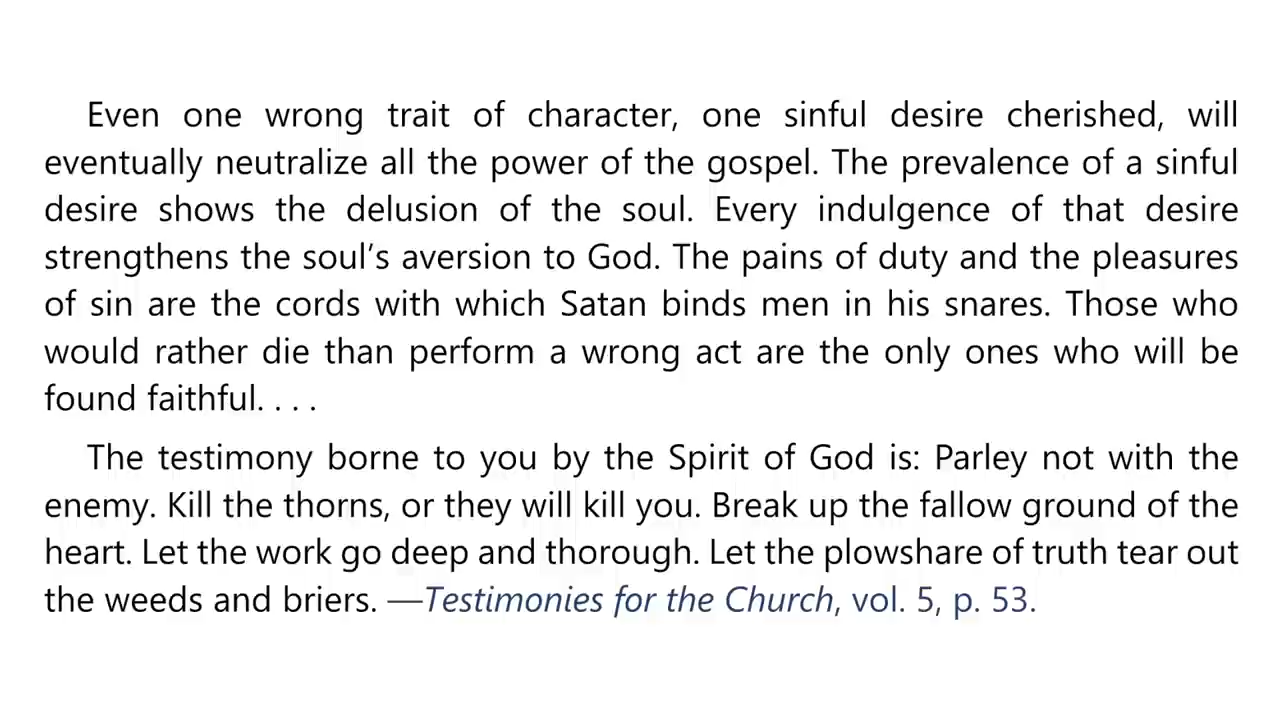 Even one wrong trait of character, one sinful desire cherished, will
eventually neutralize all the power of the gospel. The prevalence of a sinful
desire shows the delusion of the soul. Every indulgence of that desire
strengthens the soul’s aversion to God. The pains of duty and the pleasures
of sin are the cords with which Satan binds men in his snares. Those who
would rather die than perform a wrong act are the only ones who will be
found faithful. . . .
The testimony borne to you by the Spirit of God is: Parley not with the
enemy. Kill the thorns, or they will kill you. Break up the fallow ground of the
heart. Let the work go deep and thorough. Let the plowshare of truth tear out
the weeds and briers. —Testimonies for the Church, vol. 5, p. 53.